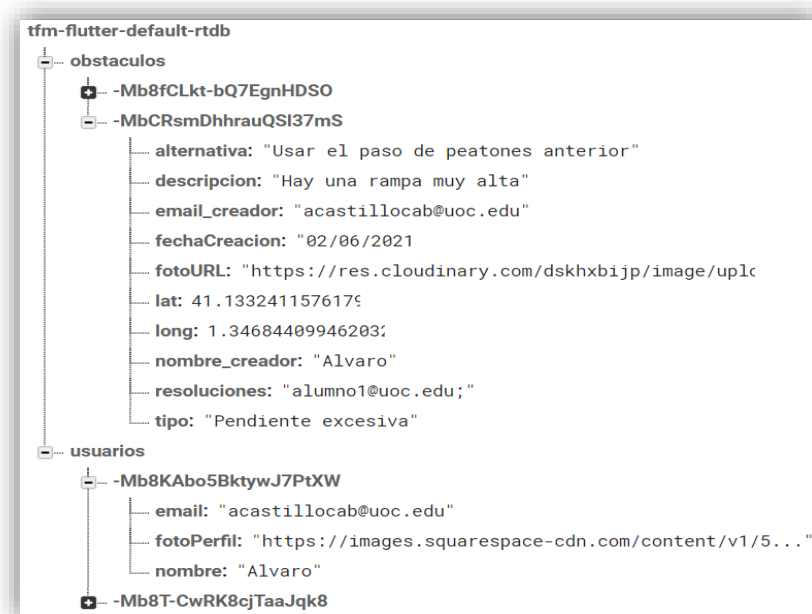 tfm-flutter-default-rtdb
obstaculos
-Mb8fCLkt-bQ7EgnHDSO
-MbCRsmDhhrauQSI37mS
alternativa: "Usar el paso de peatones anterior"
descripcion: "Hay una rampa muy alta"
email_creador: "acastillocab@uoc.edu"
fechaCreacion: "02/06/2021
fotoURL: "https://res.cloudinary.com/dskhxbijp/image/uplo
lat: 41.133241157617
long: 1.34684409946203
nombre_creador: "Alvaro"
resoluciones: "alumno1@uoc.edu;"
tipo: "Pendiente excesiva"
usuarios
-Mb8KAbo5BktywJ7PtXW
email: "acastillocab@uoc.edu"
fotoPerfil: "https://images.squarespace-cdn.com/content/v1/5..."
nombre: "Alvaro"
-Mb8T-CwRK8cjTaaJqk8